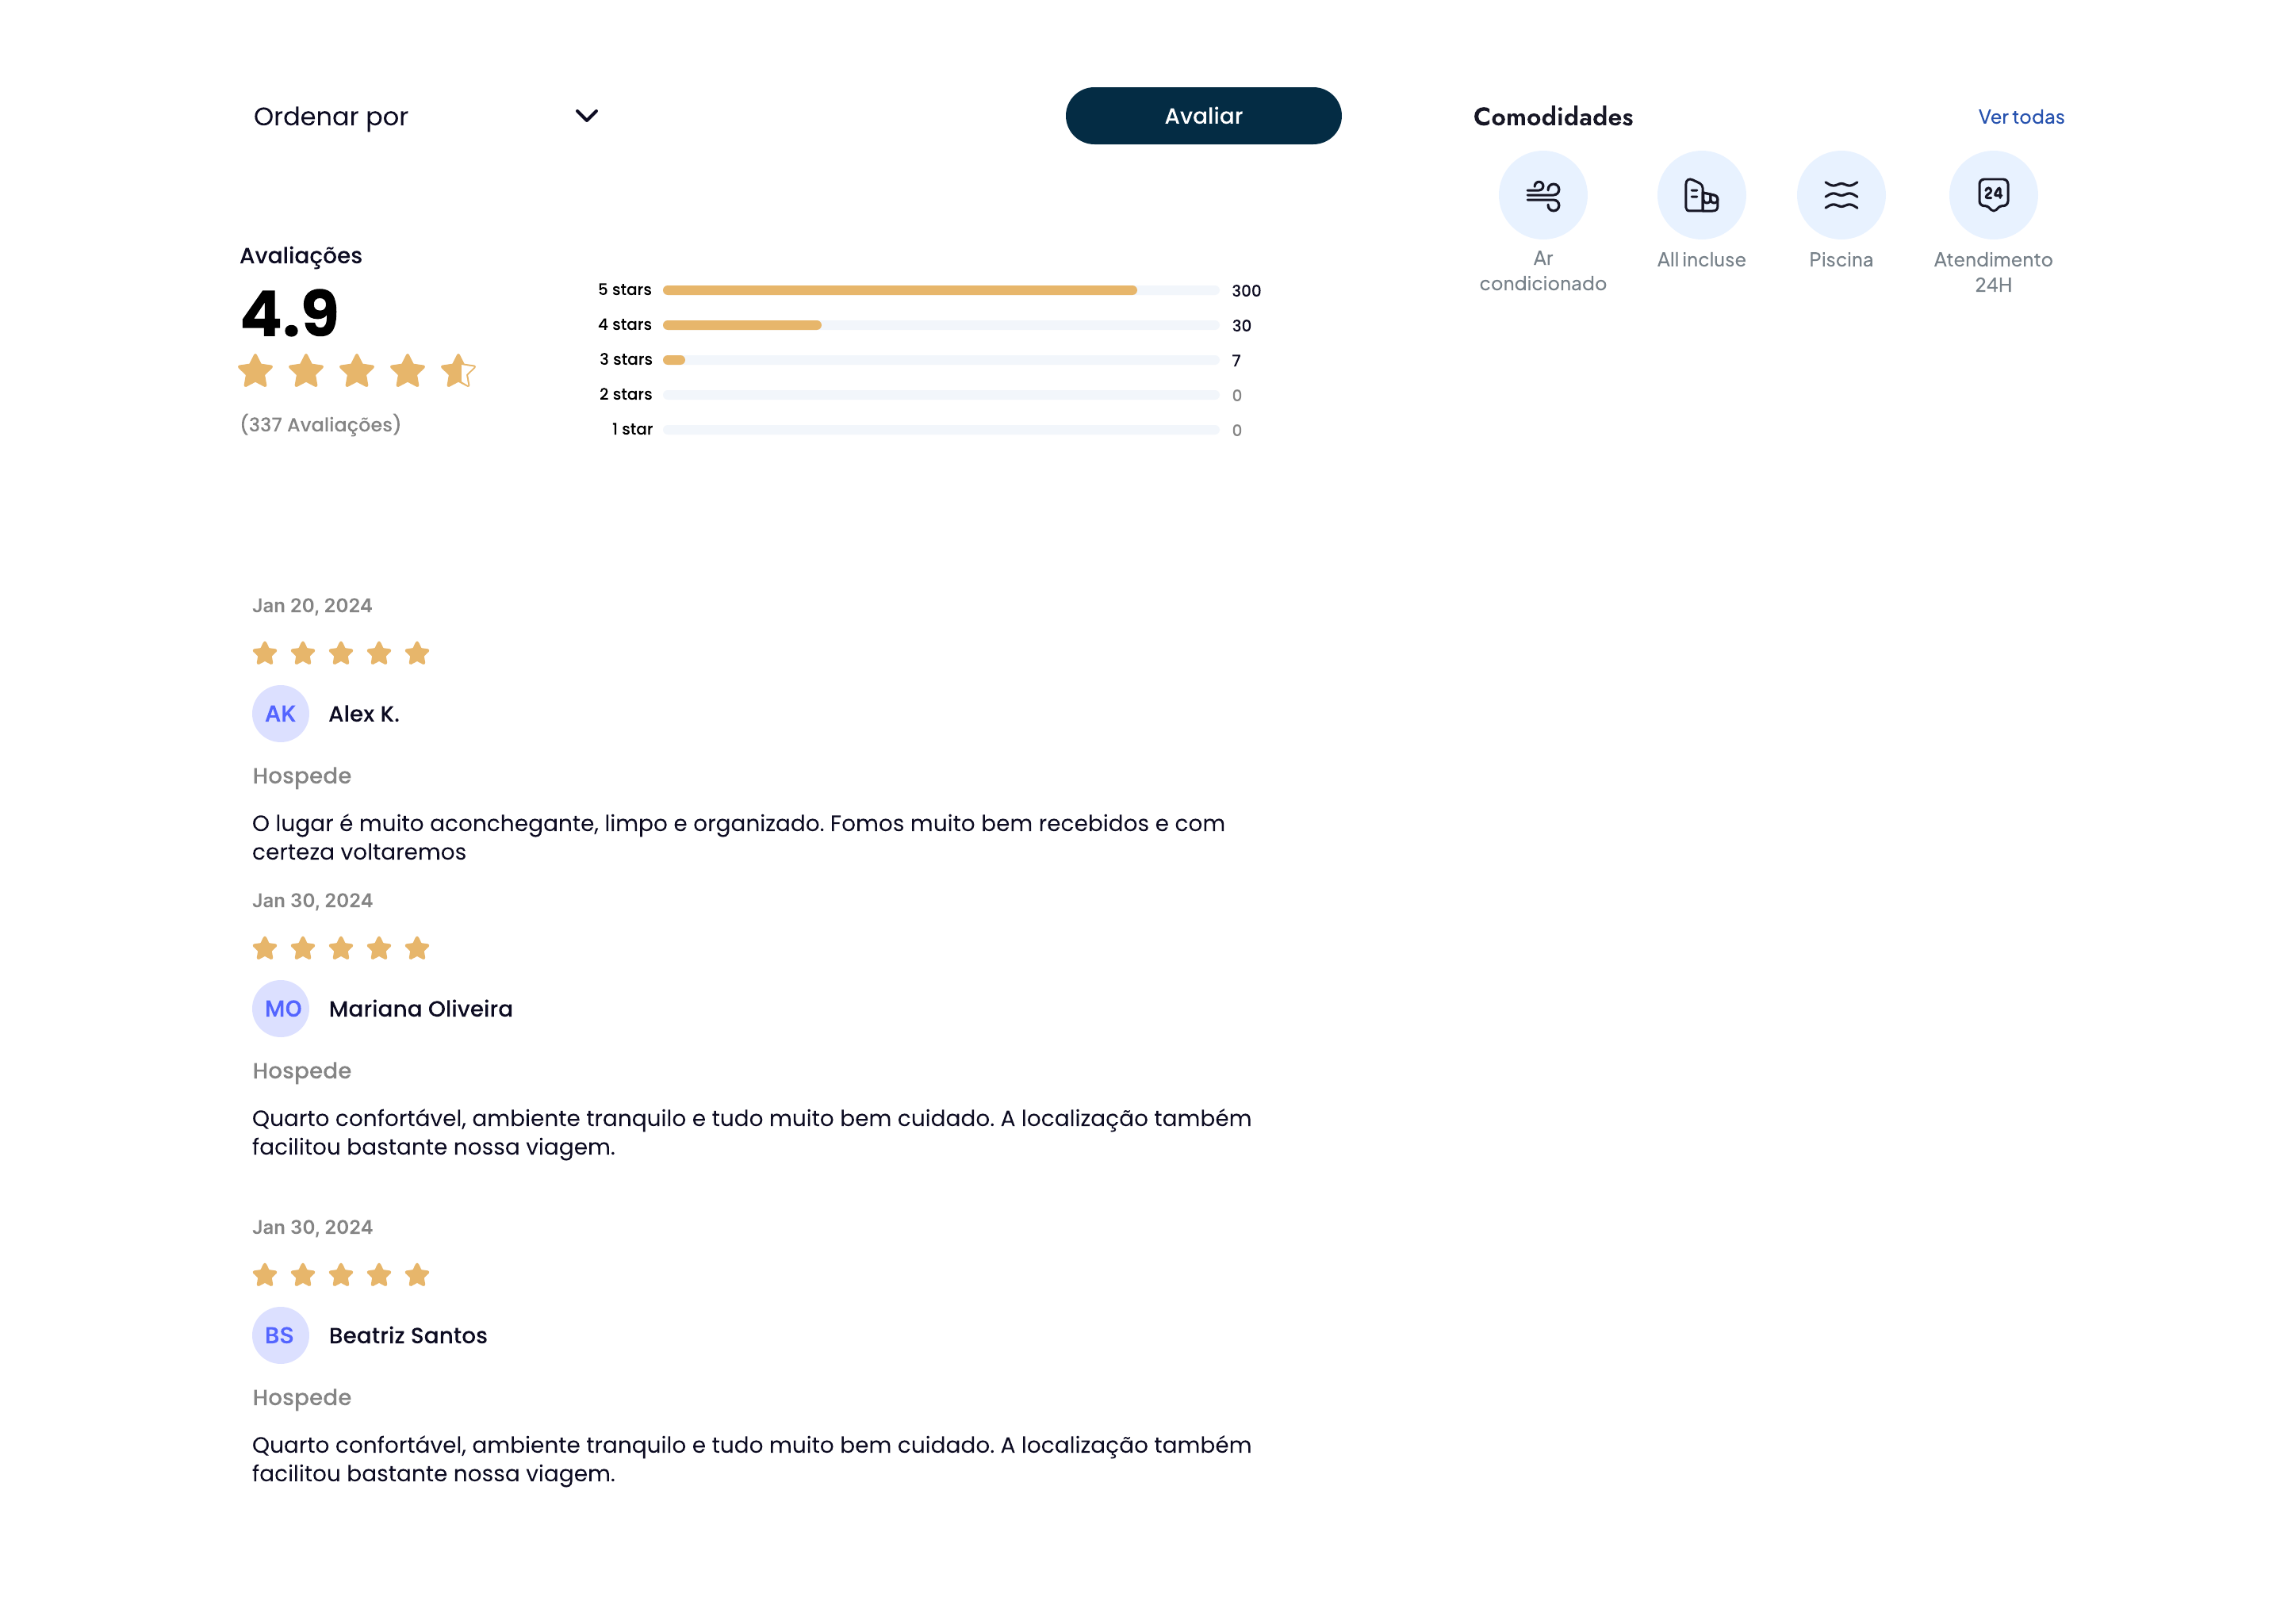 Ordenar por
Avaliar
Comodidades
Ver todas
24
Ar
condicionado
All incluse
Piscina
Atendimento
24H
Avaliações
4.9
(337 Avaliações)
5 stars 300
4 stars 30
3 stars 7
2 stars 0
1 star 0
Jan 20, 2024
AK Alex K.
Hospede
O lugar é muito aconchegante, limpo e organizado. Fomos muito bem recebidos e com
certeza voltaremos
Jan 30, 2024
MO Mariana Oliveira
Hospede
Quarto confortável, ambiente tranquilo e tudo muito bem cuidado. A localização também
facilitou bastante nossa viagem.
Jan 30, 2024
BS Beatriz Santos
Hospede
Quarto confortável, ambiente tranquilo e tudo muito bem cuidado. A localização também
facilitou bastante nossa viagem.